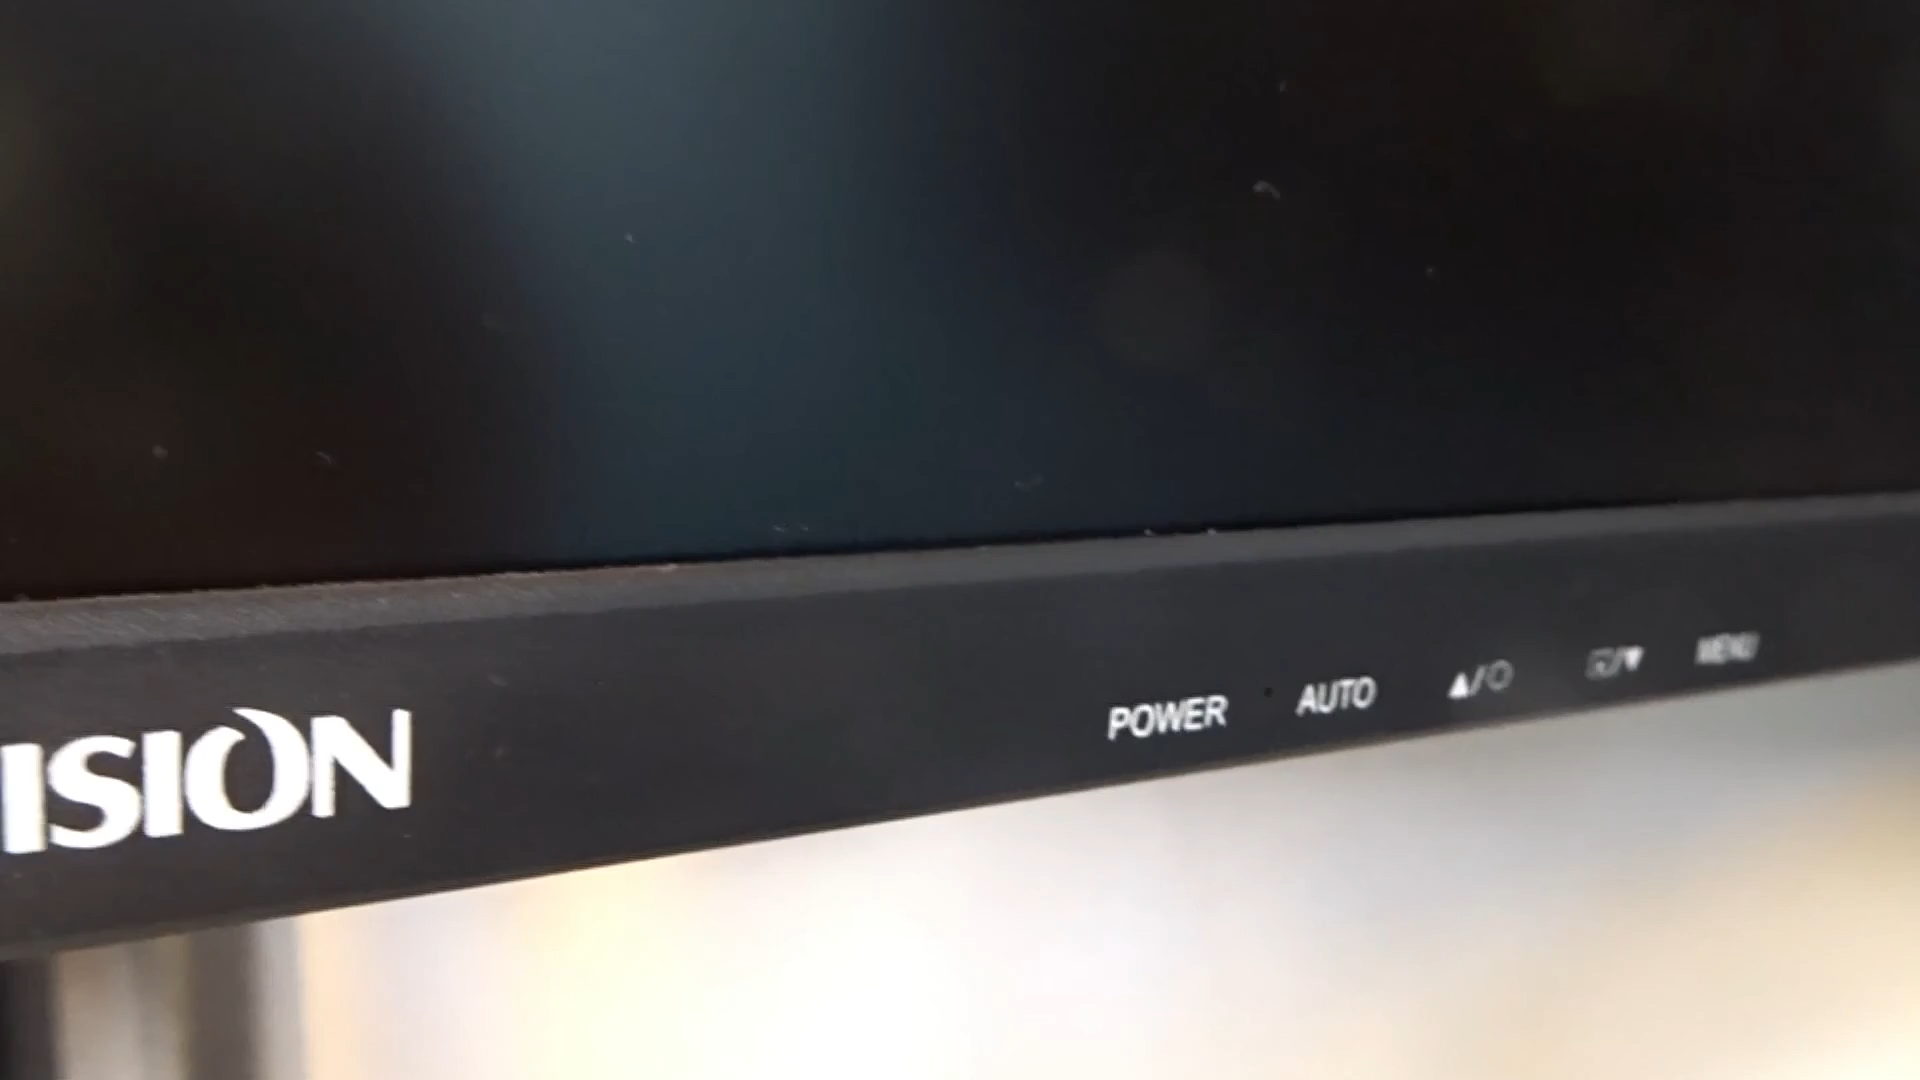 ISION
POWER AUTO ▲/○ /▼ MENU